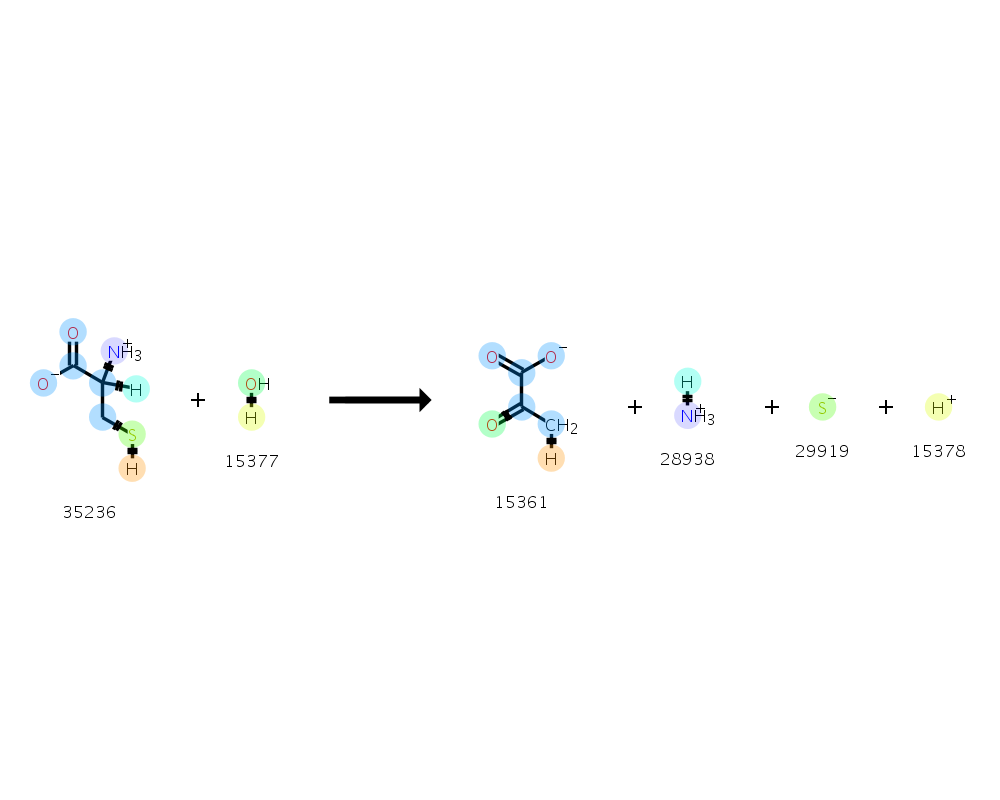 O
NH3+
O−
H
S
H
35236
+
OH
H
15377
O
O−
O
CH2
H
15361
+
H
NH3+
28938
+
S−
29919
+
H+
15378